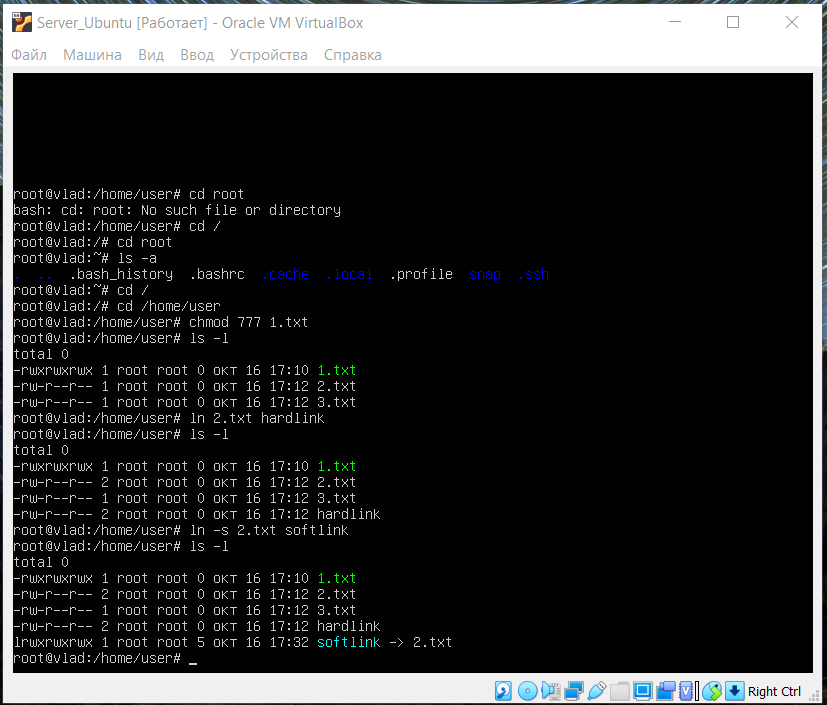 Server_Ubuntu [Работает] - Oracle VM VirtualBox
Файл Машина Вид Ввод Устройства Справка
root@vlad:/home/user# cd root
bash: cd: root: No such file or directory
root@vlad:/home/user# cd /
root@vlad:/# cd root
root@vlad:~# ls -a
. .. .bash_history .bashrc .cache .local .profile snap .ssh
root@vlad:~# cd /
root@vlad:/# cd /home/user
root@vlad:/home/user# chmod 777 1.txt
root@vlad:/home/user# ls -l
total 0
-rwxrwxrwx 1 root root 0 окт 16 17:10 1.txt
-rw-r--r-- 1 root root 0 окт 16 17:12 2.txt
-rw-r--r-- 1 root root 0 окт 16 17:12 3.txt
root@vlad:/home/user# ln 2.txt hardlink
root@vlad:/home/user# ls -l
total 0
-rwxrwxrwx 1 root root 0 окт 16 17:10 1.txt
-rw-r--r-- 2 root root 0 окт 16 17:12 2.txt
-rw-r--r-- 1 root root 0 окт 16 17:12 3.txt
-rw-r--r-- 2 root root 0 окт 16 17:12 hardlink
root@vlad:/home/user# ln -s 2.txt softlink
root@vlad:/home/user# ls -l
total 0
-rwxrwxrwx 1 root root 0 окт 16 17:10 1.txt
-rw-r--r-- 2 root root 0 окт 16 17:12 2.txt
-rw-r--r-- 1 root root 0 окт 16 17:12 3.txt
-rw-r--r-- 2 root root 0 окт 16 17:12 hardlink
lrwxrwxrwx 1 root root 5 окт 16 17:32 softlink -> 2.txt
root@vlad:/home/user# _
Right Ctrl